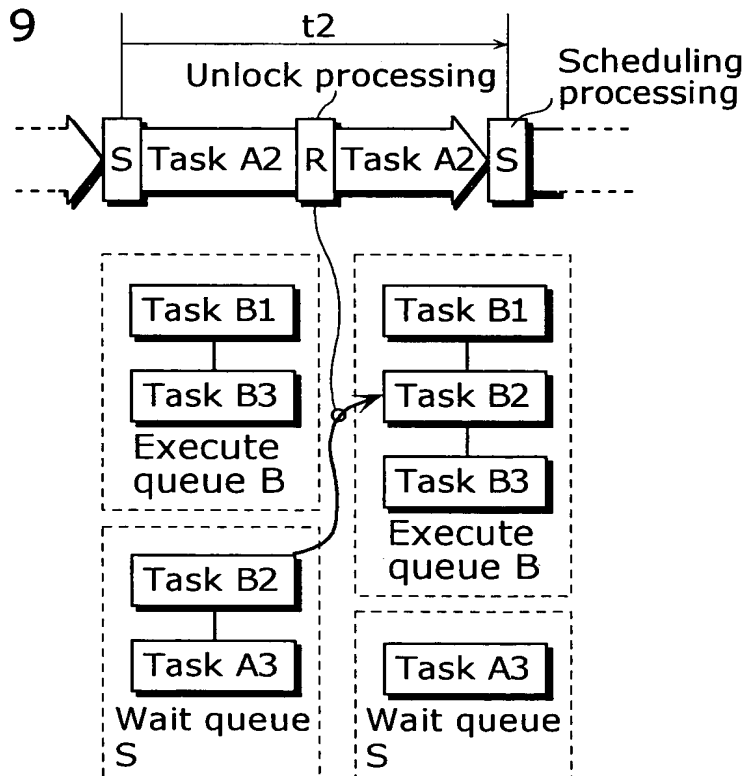 9
t2
Unlock processing
Scheduling
processing
S
Task A2
R
Task A2
S
Task B1
Task B3
Execute
queue B
Task B1
Task B2
Task B3
Execute
queue B
Task B2
Task A3
Wait queue
S
Task A3
Wait queue
S